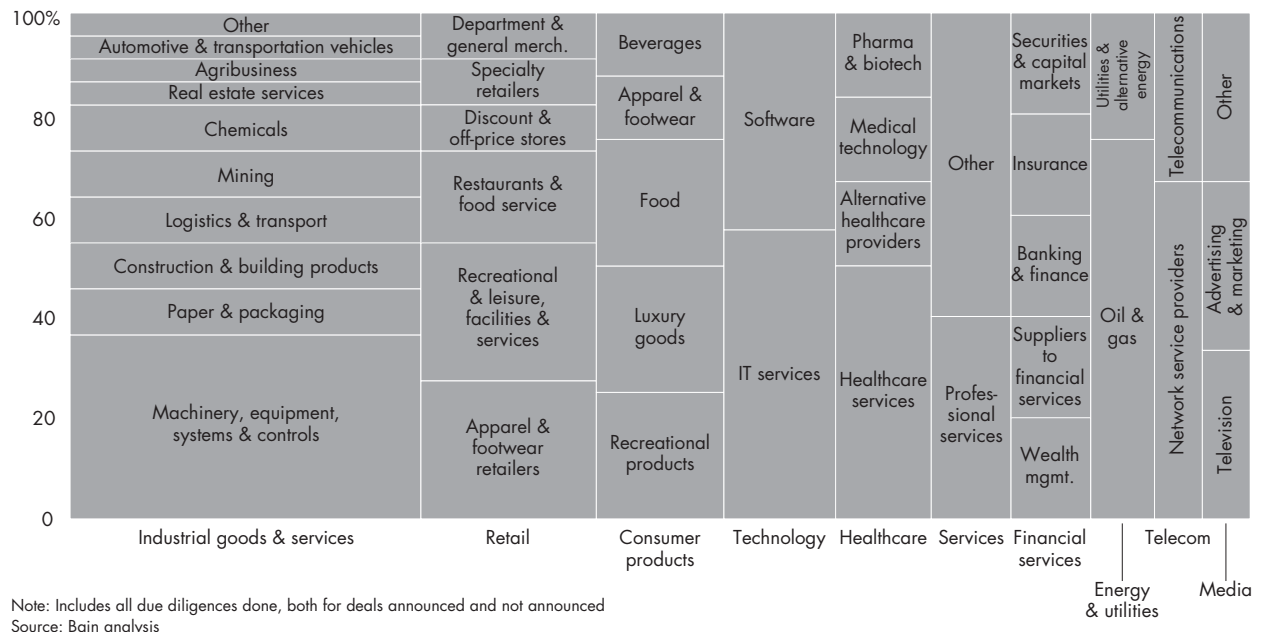 100%
80
60
40
20
0
Other
Automotive & transportation vehicles
Agribusiness
Real estate services
Chemicals
Mining
Logistics & transport
Construction & building products
Paper & packaging
Machinery, equipment,
systems & controls
Department &
general merch.
Specialty
retailers
Discount &
off-price stores
Restaurants &
food service
Recreational
& leisure,
facilities &
services
Apparel &
footwear
retailers
Beverages
Apparel &
footwear
Food
Luxury
goods
Recreational
products
Software
IT services
Pharma
& biotech
Medical
technology
Alternative
healthcare
providers
Healthcare
services
Other
Profes-
sional
services
Securities
& capital
markets
Insurance
Banking
& finance
Suppliers
to
financial
services
Wealth
mgmt.
Utilities &
alternative
energy
Oil &
gas
Telecommunications
Network service providers
Other
Advertising
& marketing
Television
Industrial goods & services
Retail
Consumer
products
Technology
Healthcare
Services
Financial
services
Energy
& utilities
Telecom
Media
Note: Includes all due diligences done, both for deals announced and not announced
Source: Bain analysis